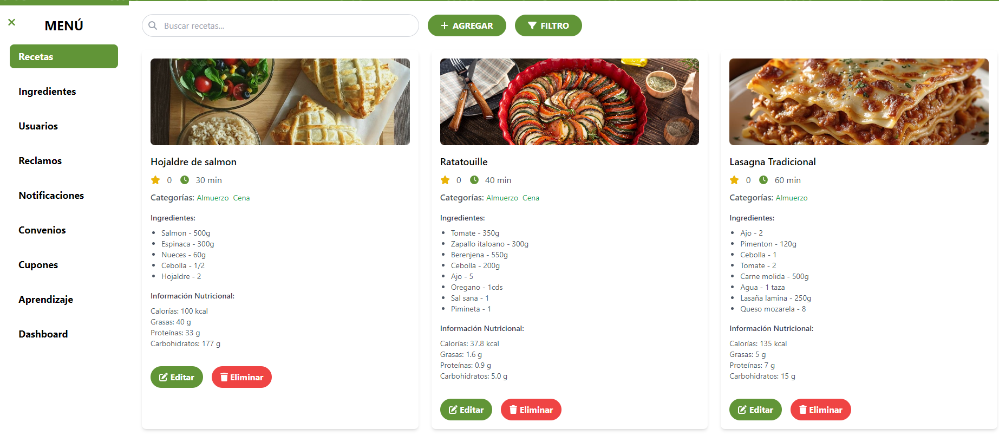 MENÚ
Recetas
Ingredientes
Usuarios
Reclamos
Notificaciones
Convenios
Cupones
Aprendizaje
Dashboard
Buscar recetas...
AGREGAR
FILTRO
Hojaldre de salmon
0 30 min
Categorías: Almuerzo Cena
Ingredientes:
Salmon - 500g
Espinaca - 300g
Nueces - 60g
Cebolla - 1/2
Hojaldre - 2
Información Nutricional:
Calorías: 100 kcal
Grasas: 40 g
Proteínas: 33 g
Carbohidratos: 177 g
Editar Eliminar
Ratatouille
0 40 min
Categorías: Almuerzo Cena
Ingredientes:
Tomate - 350g
Zapallo italoano - 300g
Berenjena - 550g
Cebolla - 200g
Ajo - 5
Oregano - 1cds
Sal sana - 1
Pimineta - 1
Información Nutricional:
Calorías: 37.8 kcal
Grasas: 1.6 g
Proteínas: 0.9 g
Carbohidratos: 5.0 g
Editar Eliminar
Lasagna Tradicional
0 60 min
Categorías: Almuerzo
Ingredientes:
Ajo - 2
Pimenton - 120g
Cebolla - 1
Tomate - 2
Carne molida - 500g
Agua - 1 taza
Lasaña lamina - 250g
Queso mozarela - 8
Información Nutricional:
Calorías: 135 kcal
Grasas: 5 g
Proteínas: 7 g
Carbohidratos: 15 g
Editar Eliminar